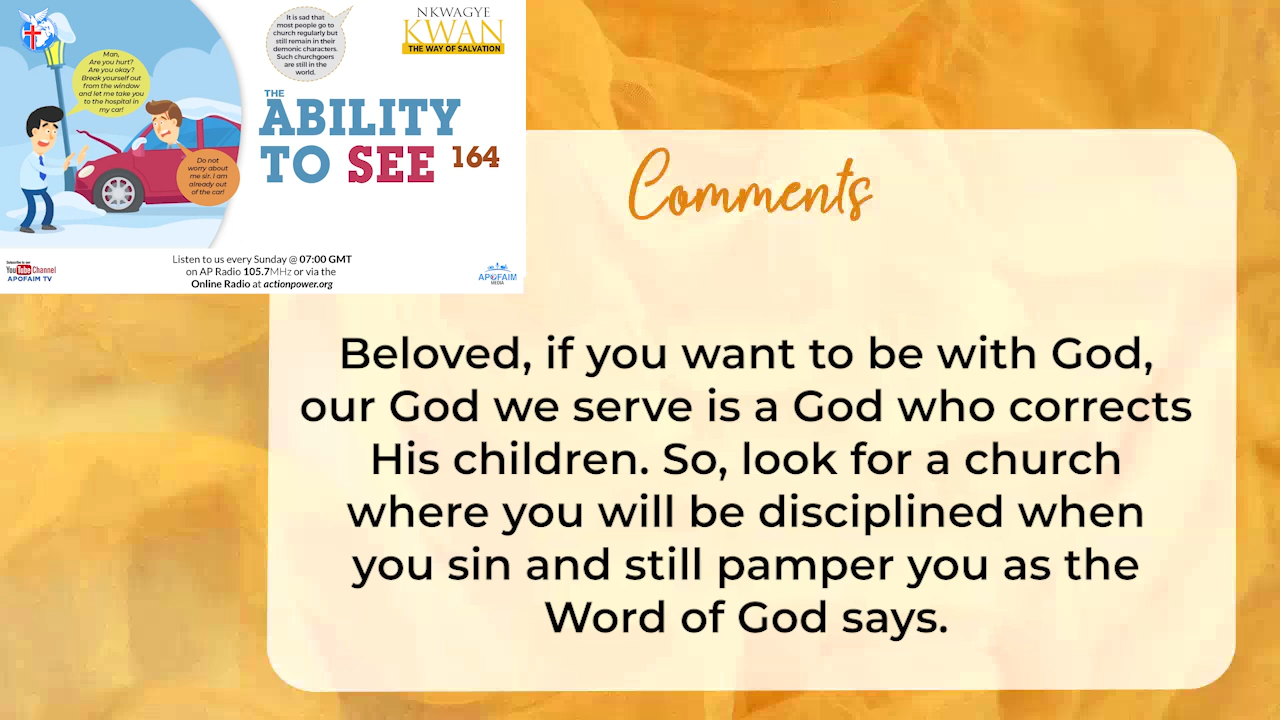 Man,
Are you hurt?
Are you okay?
Break yourself out
from the window
and let me take you
to the hospital in
my car!
Do not
worry about
me sir, I am
already out
of the car!
It is sad that
most people go to
church regularly but
still remain in their
demonic characters.
Such churchgoers
are still in the
world.
NKWAGYE
KWAN
THE WAY OF SALVATION
THE
ABILITY
TO SEE 164
Subscribe to our
YouTube Channel
APOFAIM TV
Listen to us every Sunday @ 07:00 GMT
on AP Radio 105.7MHz or via the
Online Radio at actionpower.org
APOFAIM
MEDIA
Comments
Beloved, if you want to be with God,
our God we serve is a God who corrects
His children. So, look for a church
where you will be disciplined when
you sin and still pamper you as the
Word of God says.